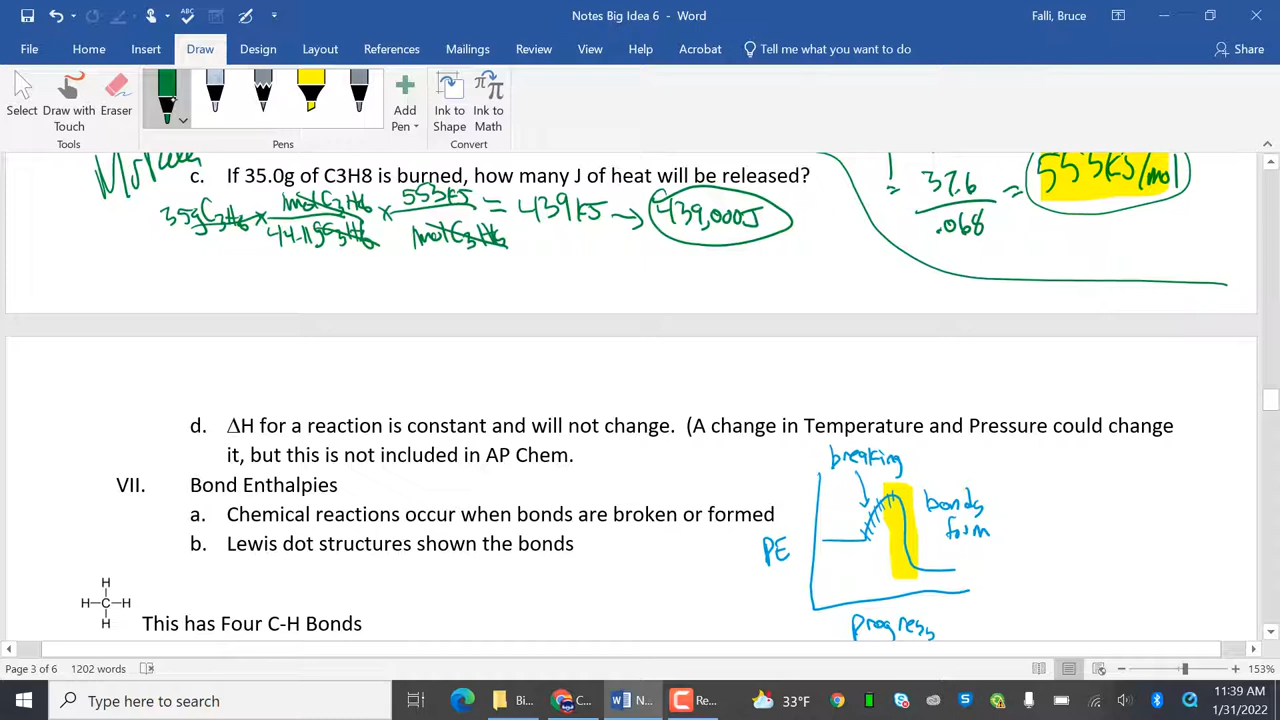 Notes Big Idea 6 - Word
Falli, Bruce
File Home Insert Draw Design Layout References Mailings Review View Help Acrobat Tell me what you want to do Share
Select Draw with Touch Eraser Add Pen Ink to Shape Ink to Math
Tools Pens Convert
c. If 35.0g of C3H8 is burned, how many J of heat will be released?
553kJ/mol
= 37.6 =
.068
= 439kJ → 439,000J
d. ΔH for a reaction is constant and will not change. (A change in Temperature and Pressure could change
it, but this is not included in AP Chem.
breaking
VII. Bond Enthalpies
a. Chemical reactions occur when bonds are broken or formed
bonds
form
b. Lewis dot structures shown the bonds
PE
H
H C H
H
This has Four C-H Bonds
progress
Page 3 of 6 1202 words 153%
Type here to search
Bi... C... N... Re... 33°F
11:39 AM
1/31/2022